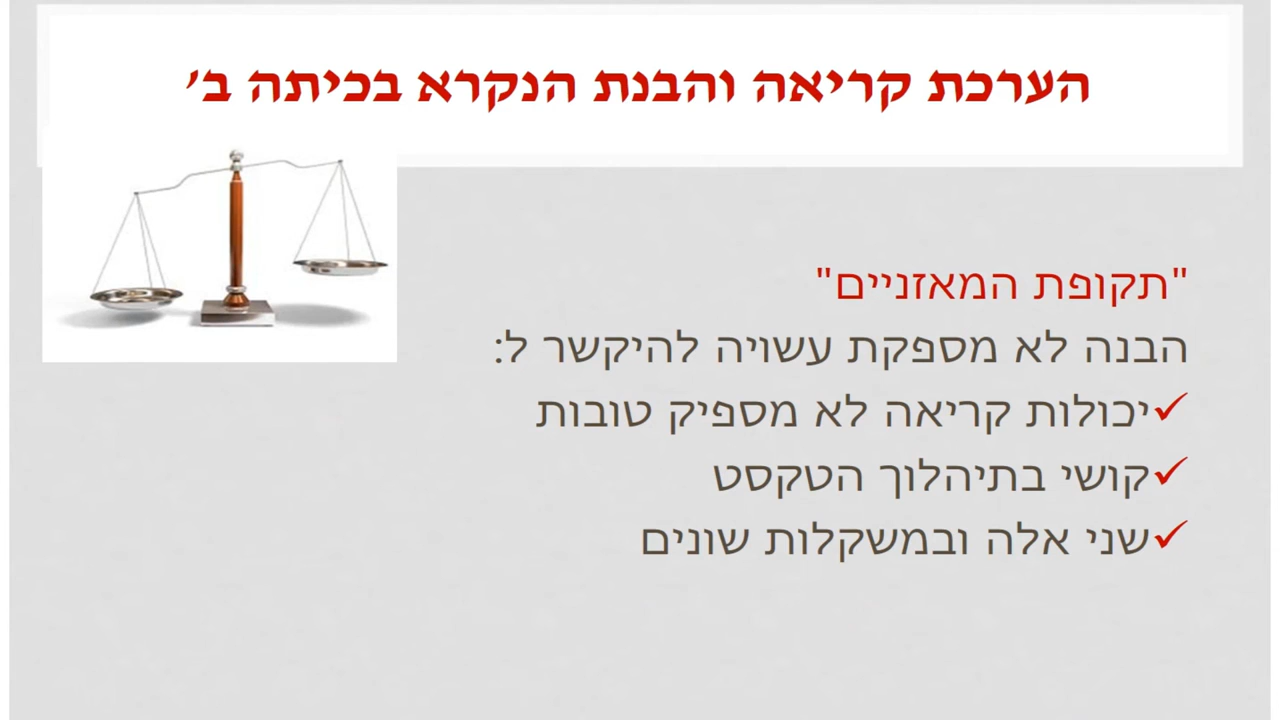 הערכת קריאה והבנת הנקרא בכיתה ב׳
"תקופת המאזניים"
הבנה לא מספקת עשויה להיקשר ל:
✓יכולות קריאה לא מספיק טובות
✓קושי בתיהלוך הטקסט
✓שני אלה ובמשקלות שונים